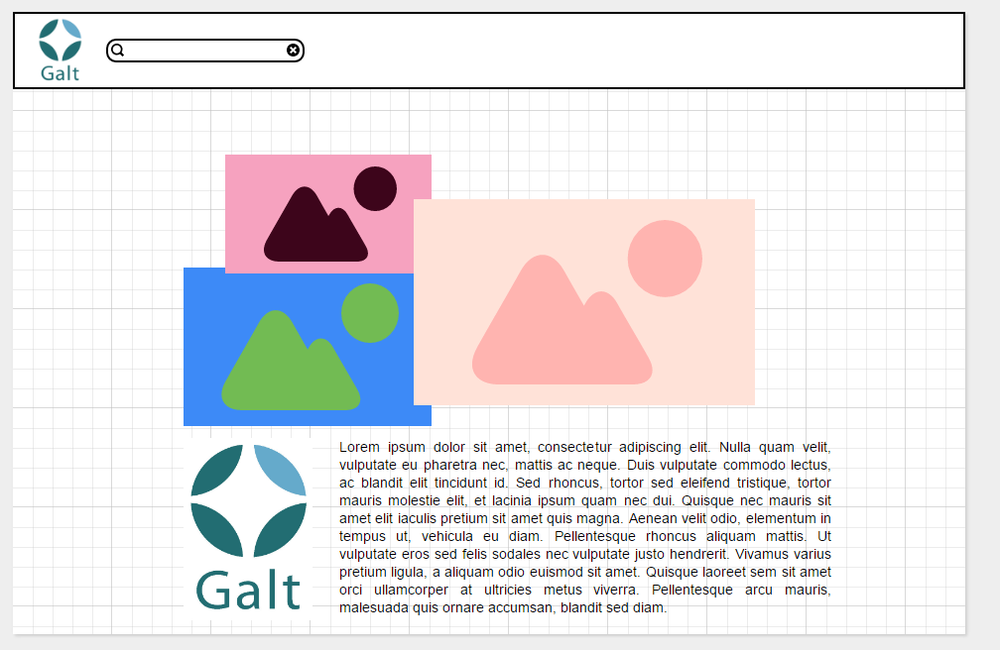 Galt
Lorem ipsum dolor sit amet, consectetur adipiscing elit. Nulla quam velit,
vulputate eu pharetra nec, mattis ac neque. Duis vulputate commodo lectus,
ac blandit elit tincidunt id. Sed rhoncus, tortor sed eleifend tristique, tortor
mauris molestie elit, et lacinia ipsum quam nec dui. Quisque nec mauris sit
amet elit iaculis pretium sit amet quis magna. Aenean velit odio, elementum in
tempus ut, vehicula eu diam. Pellentesque rhoncus aliquam mattis. Ut
vulputate eros sed felis sodales nec vulputate justo hendrerit. Vivamus varius
pretium ligula, a aliquam odio euismod sit amet. Quisque laoreet sem sit amet
orci ullamcorper at ultricies metus viverra. Pellentesque arcu mauris,
malesuada quis ornare accumsan, blandit sed diam.
Galt